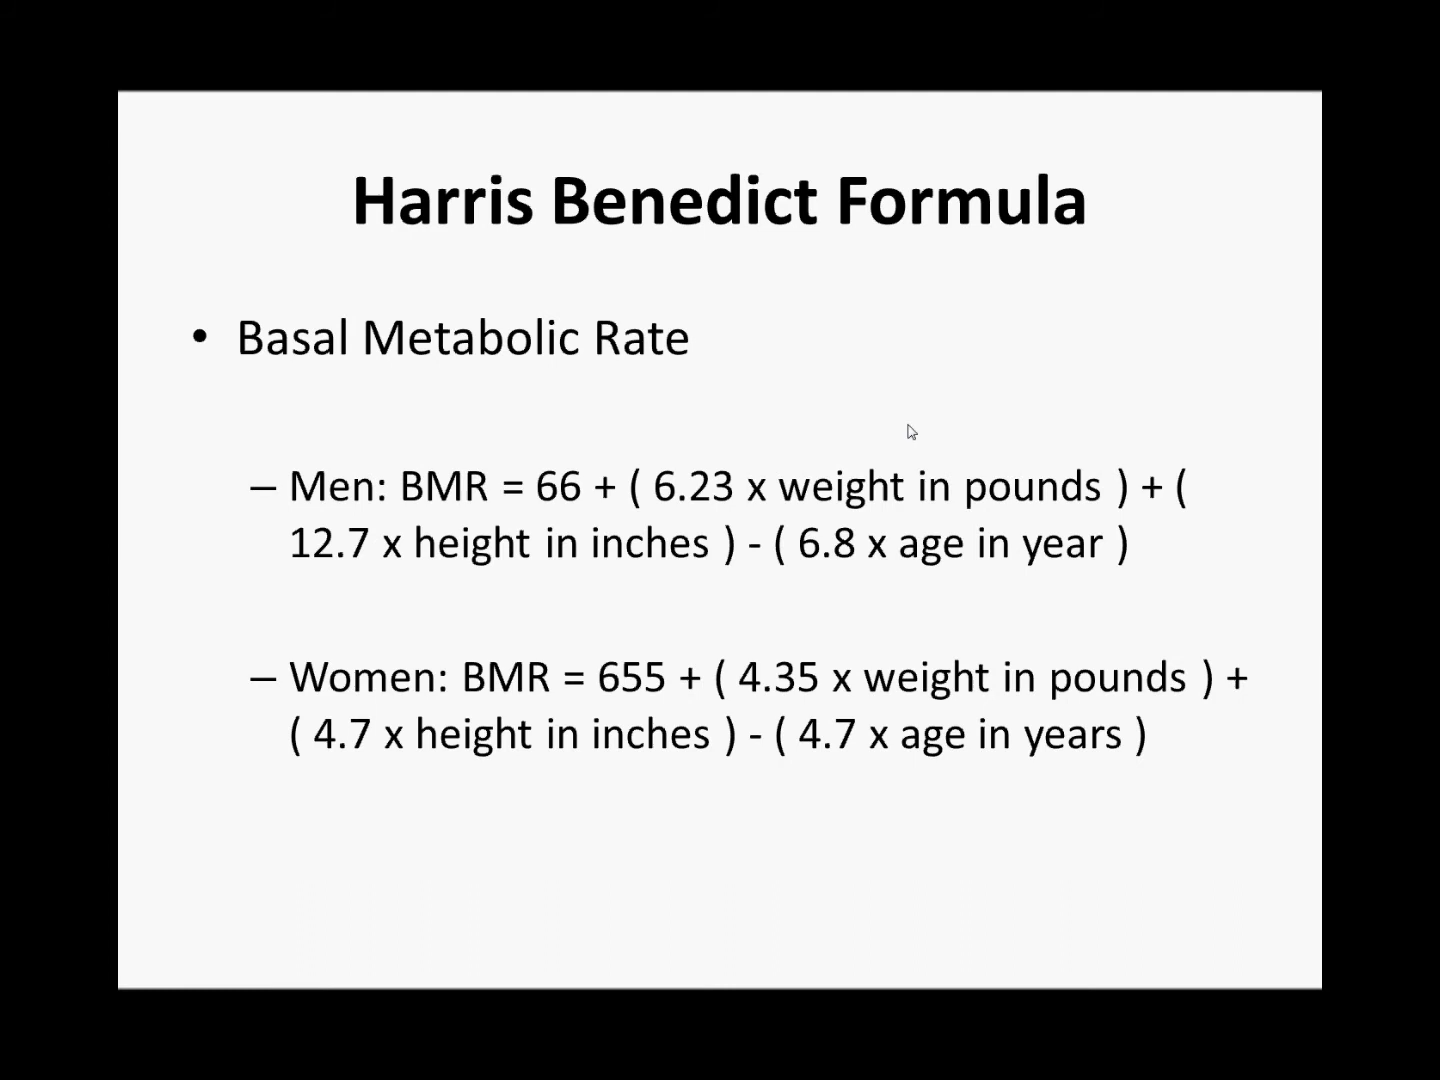 Harris Benedict Formula
• Basal Metabolic Rate
– Men: BMR = 66 + ( 6.23 x weight in pounds ) + (
12.7 x height in inches ) - ( 6.8 x age in year )
– Women: BMR = 655 + ( 4.35 x weight in pounds ) +
( 4.7 x height in inches ) - ( 4.7 x age in years )